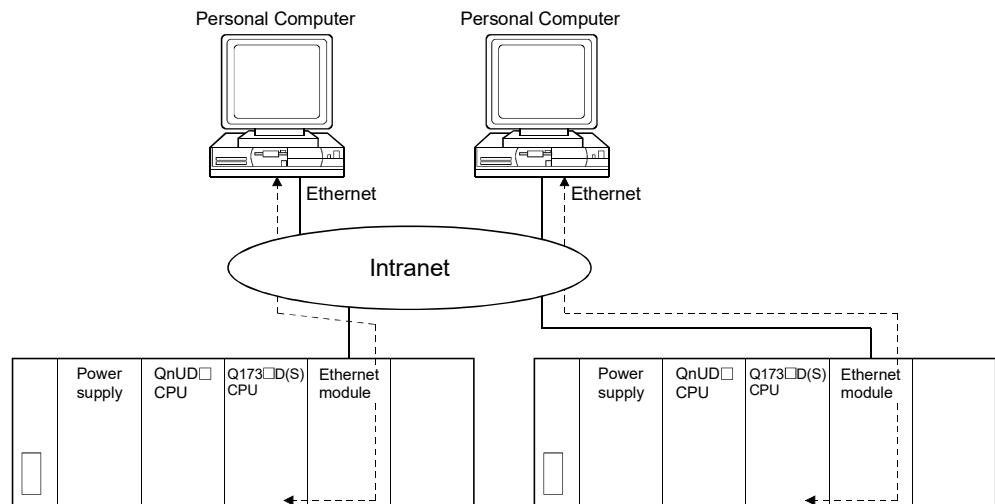 Personal Computer
Personal Computer
Ethernet
Ethernet
Intranet
Power
supply
QnUD□
CPU
Q173□D(S)
CPU
Ethernet
module
Power
supply
QnUD□
CPU
Q173□D(S)
CPU
Ethernet
module